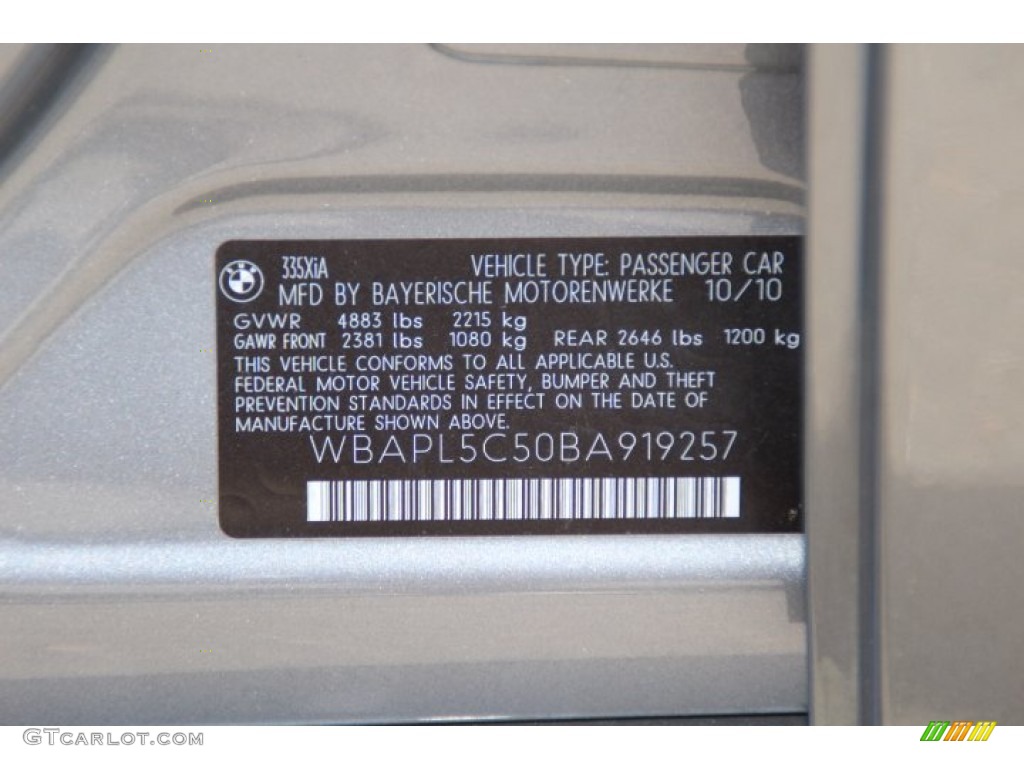 335XiA VEHICLE TYPE: PASSENGER CAR
MFD BY BAYERISCHE MOTORENWERKE 10/10
GVWR 4883 lbs 2215 kg
GAWR FRONT 2381 lbs 1080 kg REAR 2646 lbs 1200 kg
THIS VEHICLE CONFORMS TO ALL APPLICABLE U.S.
FEDERAL MOTOR VEHICLE SAFETY, BUMPER AND THEFT
PREVENTION STANDARDS IN EFFECT ON THE DATE OF
MANUFACTURE SHOWN ABOVE.
WBAPL5C50BA919257
GTCarlot.com